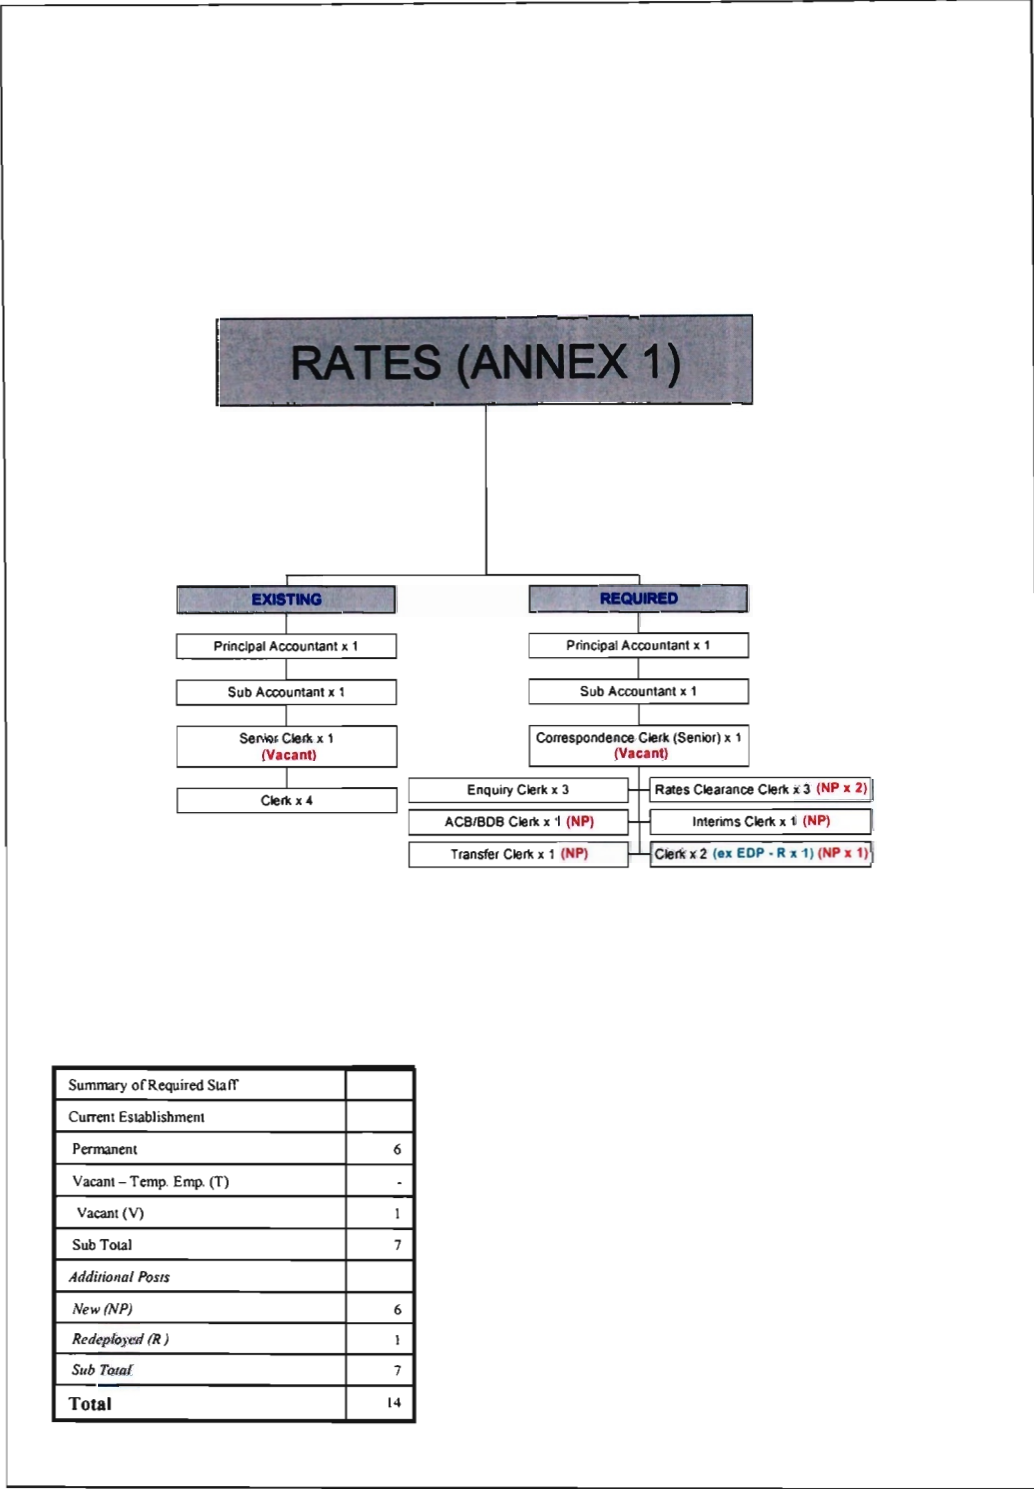 RATES (ANNEX 1)
EXISTING
Principal Accountant x 1
Sub Accountant x 1
Senior Clerk x 1
(Vacant)
Clerk x 4
REQUIRED
Principal Accountant x 1
Sub Accountant x 1
Correspondence Clerk (Senior) x 1
(Vacant)
Enquiry Clerk x 3
Rates Clearance Clerk x 3 (NP x 2)
ACB/BDB Clerk x 1 (NP)
Interims Clerk x 1 (NP)
Transfer Clerk x 1 (NP)
Clerk x 2 (ex EDP - R x 1) (NP x 1)
Summary of Required Staff
Current Establishment
Permanent 6
Vacant – Temp. Emp. (T) -
Vacant (V) 1
Sub Total 7
Additional Posts
New (NP) 6
Redeployed (R ) 1
Sub Total 7
Total 14